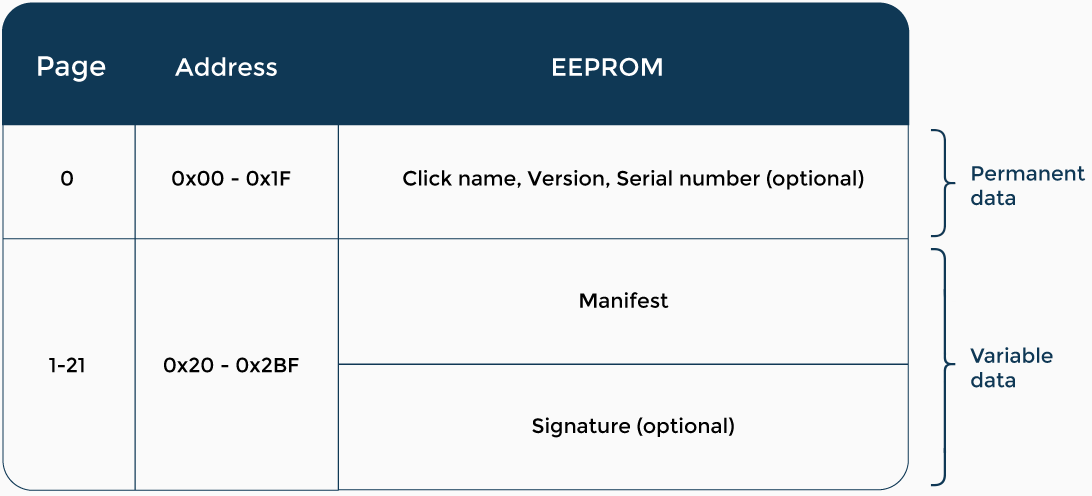 Page Address EEPROM
0 0x00 - 0x1F Click name, Version, Serial number (optional)
Permanent
data
1-21 0x20 - 0x2BF
Manifest
Signature (optional)
Variable
data